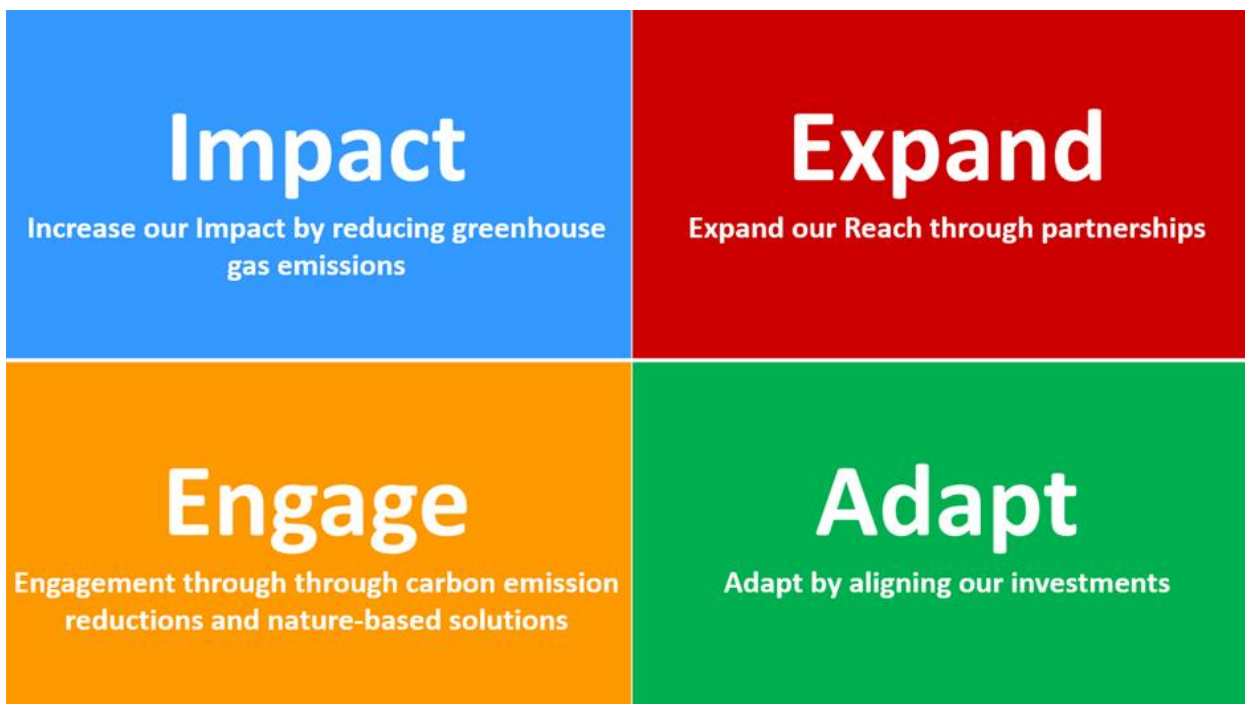 Impact
Increase our Impact by reducing greenhouse
gas emissions
Expand
Expand our Reach through partnerships
Engage
Engagement through through carbon emission
reductions and nature-based solutions
Adapt
Adapt by aligning our investments